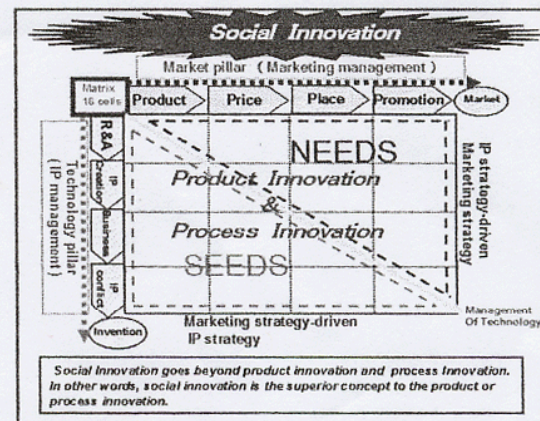 Social Innovation
Market pillar ( Marketing management )
Matrix
16 cells
Product
Price
Place
Promotion
Market
R&A
IP
Creation
Business
IP
conflict
Invention
Technology pillar
( IP management )
NEEDS
Product Innovation
&
Process Innovation
SEEDS
IP strategy-driven
Marketing strategy
Marketing strategy-driven
IP strategy
Management
Of Technology
Social Innovation goes beyond product innovation and process Innovation.
In other words, social innovation is the superior concept to the product or
process innovation.